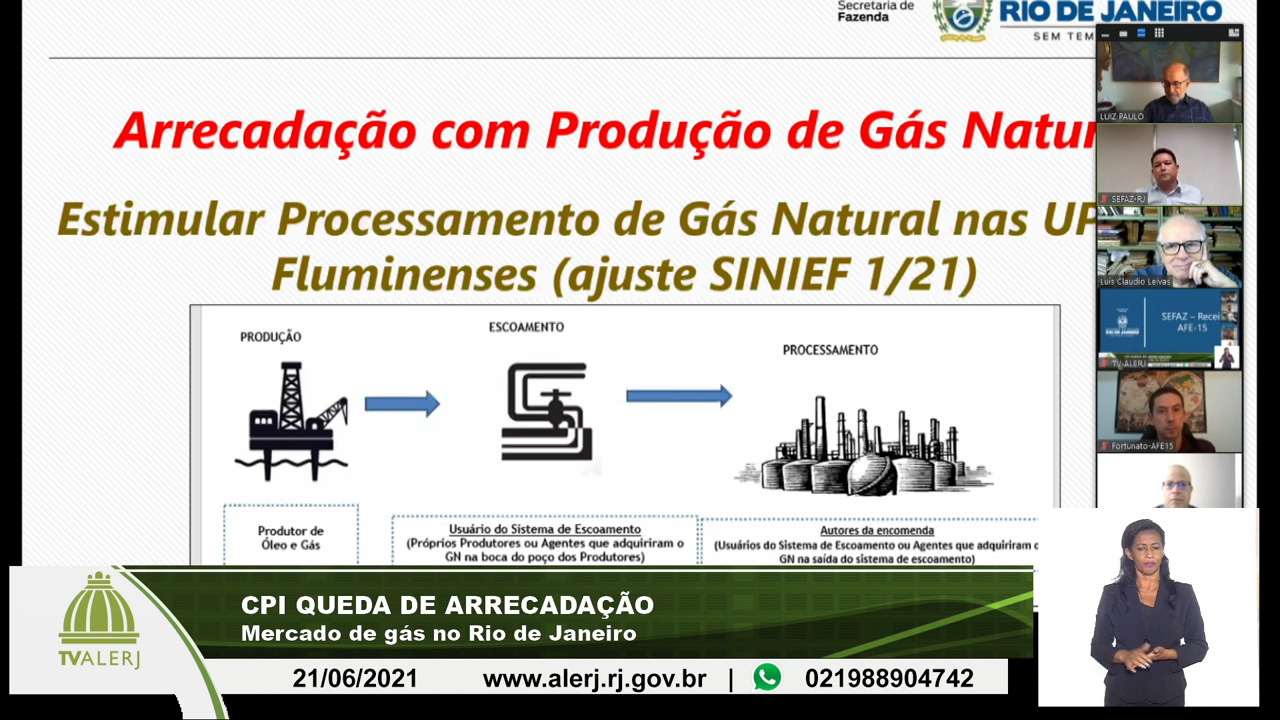 Secretaria de
Fazenda
RIO DE JANEIRO
SEM TEM
Arrecadação com Produção de Gás Natur
Estimular Processamento de Gás Natural nas UP
Fluminenses (ajuste SINIEF 1/21)
PRODUÇÃO
ESCOAMENTO
PROCESSAMENTO
Produtor de
Óleo e Gás
Usuário do Sistema de Escoamento
(Próprios Produtores ou Agentes que adquiriram o
GN na boca do poço dos Produtores)
Autores da encomenda
(Usuários do Sistema de Escoamento ou Agentes que adquiriram o
GN na saída do sistema de escoamento)
LUIZ PAULO
SEFAZ-RJ
Luis Claudio Leivas
SEFAZ – Recei
AFE-15
TV ALERJ
Fortunato-AFE15
TVALERJ
CPI QUEDA DE ARRECADAÇÃO
Mercado de gás no Rio de Janeiro
21/06/2021 www.alerj.rj.gov.br | 021988904742